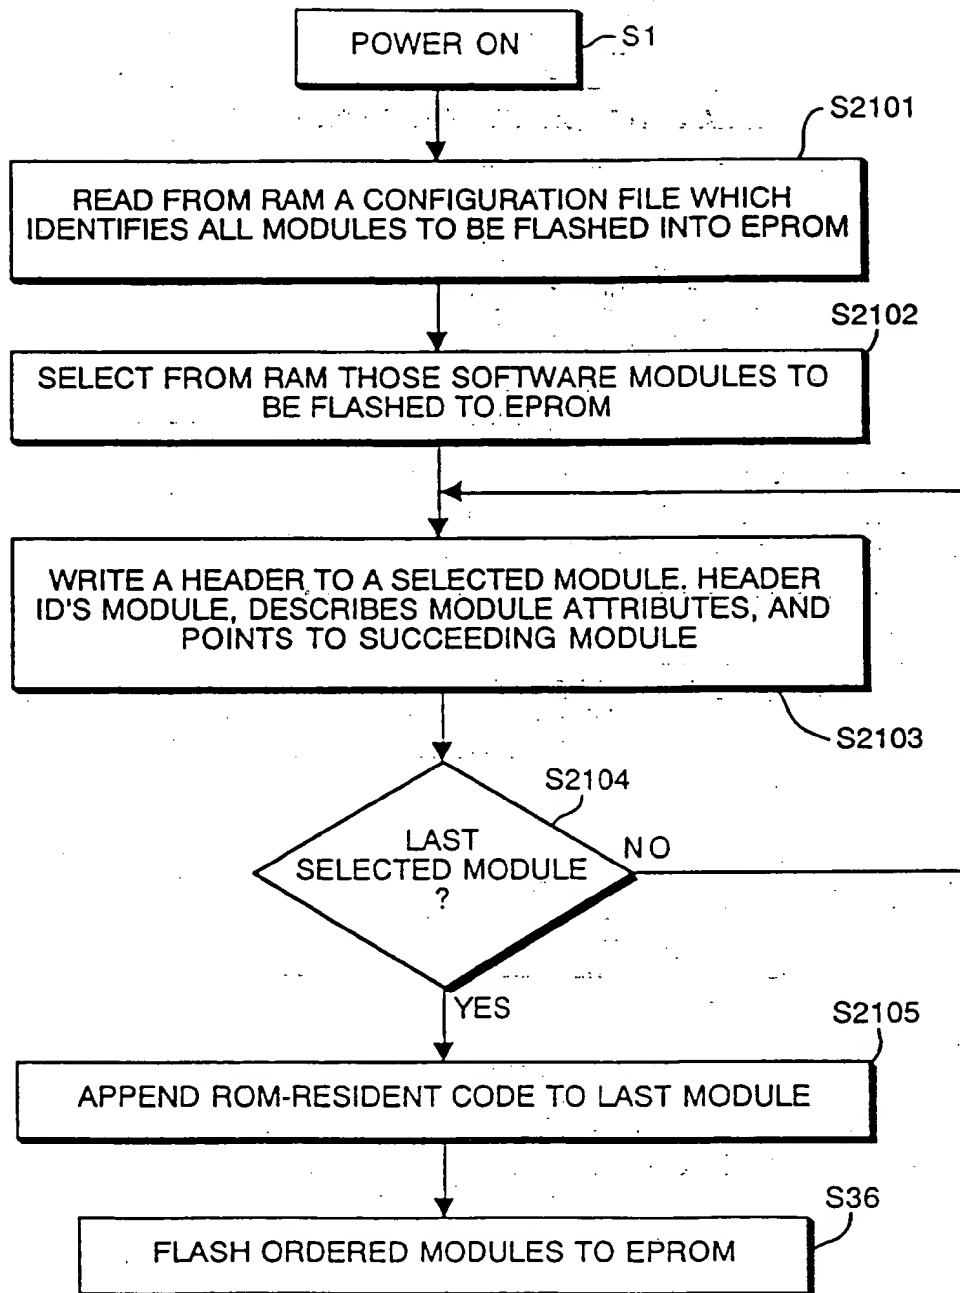 POWER ON
S1
S2101
READ FROM RAM A CONFIGURATION FILE WHICH
IDENTIFIES ALL MODULES TO BE FLASHED INTO EPROM
S2102
SELECT FROM RAM THOSE SOFTWARE MODULES TO
BE FLASHED TO EPROM
WRITE A HEADER TO A SELECTED MODULE. HEADER
ID'S MODULE, DESCRIBES MODULE ATTRIBUTES, AND
POINTS TO SUCCEEDING MODULE
S2103
S2104
LAST
SELECTED MODULE
?
NO
YES
S2105
APPEND ROM-RESIDENT CODE TO LAST MODULE
S36
FLASH ORDERED MODULES TO EPROM